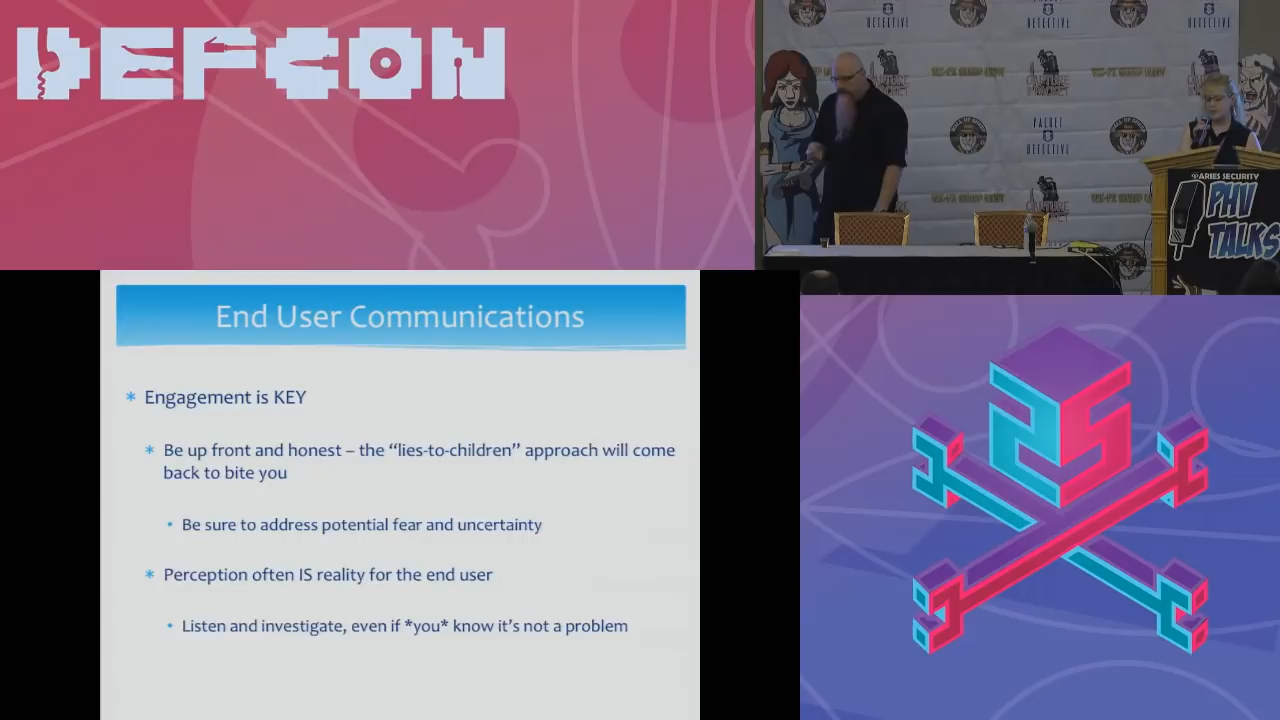 DEFCON
PACKET
DETECTIVE
ARIES SECURITY
PHV
TALKS
End User Communications
* Engagement is KEY
* Be up front and honest – the “lies-to-children” approach will come
back to bite you
• Be sure to address potential fear and uncertainty
* Perception often IS reality for the end user
• Listen and investigate, even if *you* know it’s not a problem